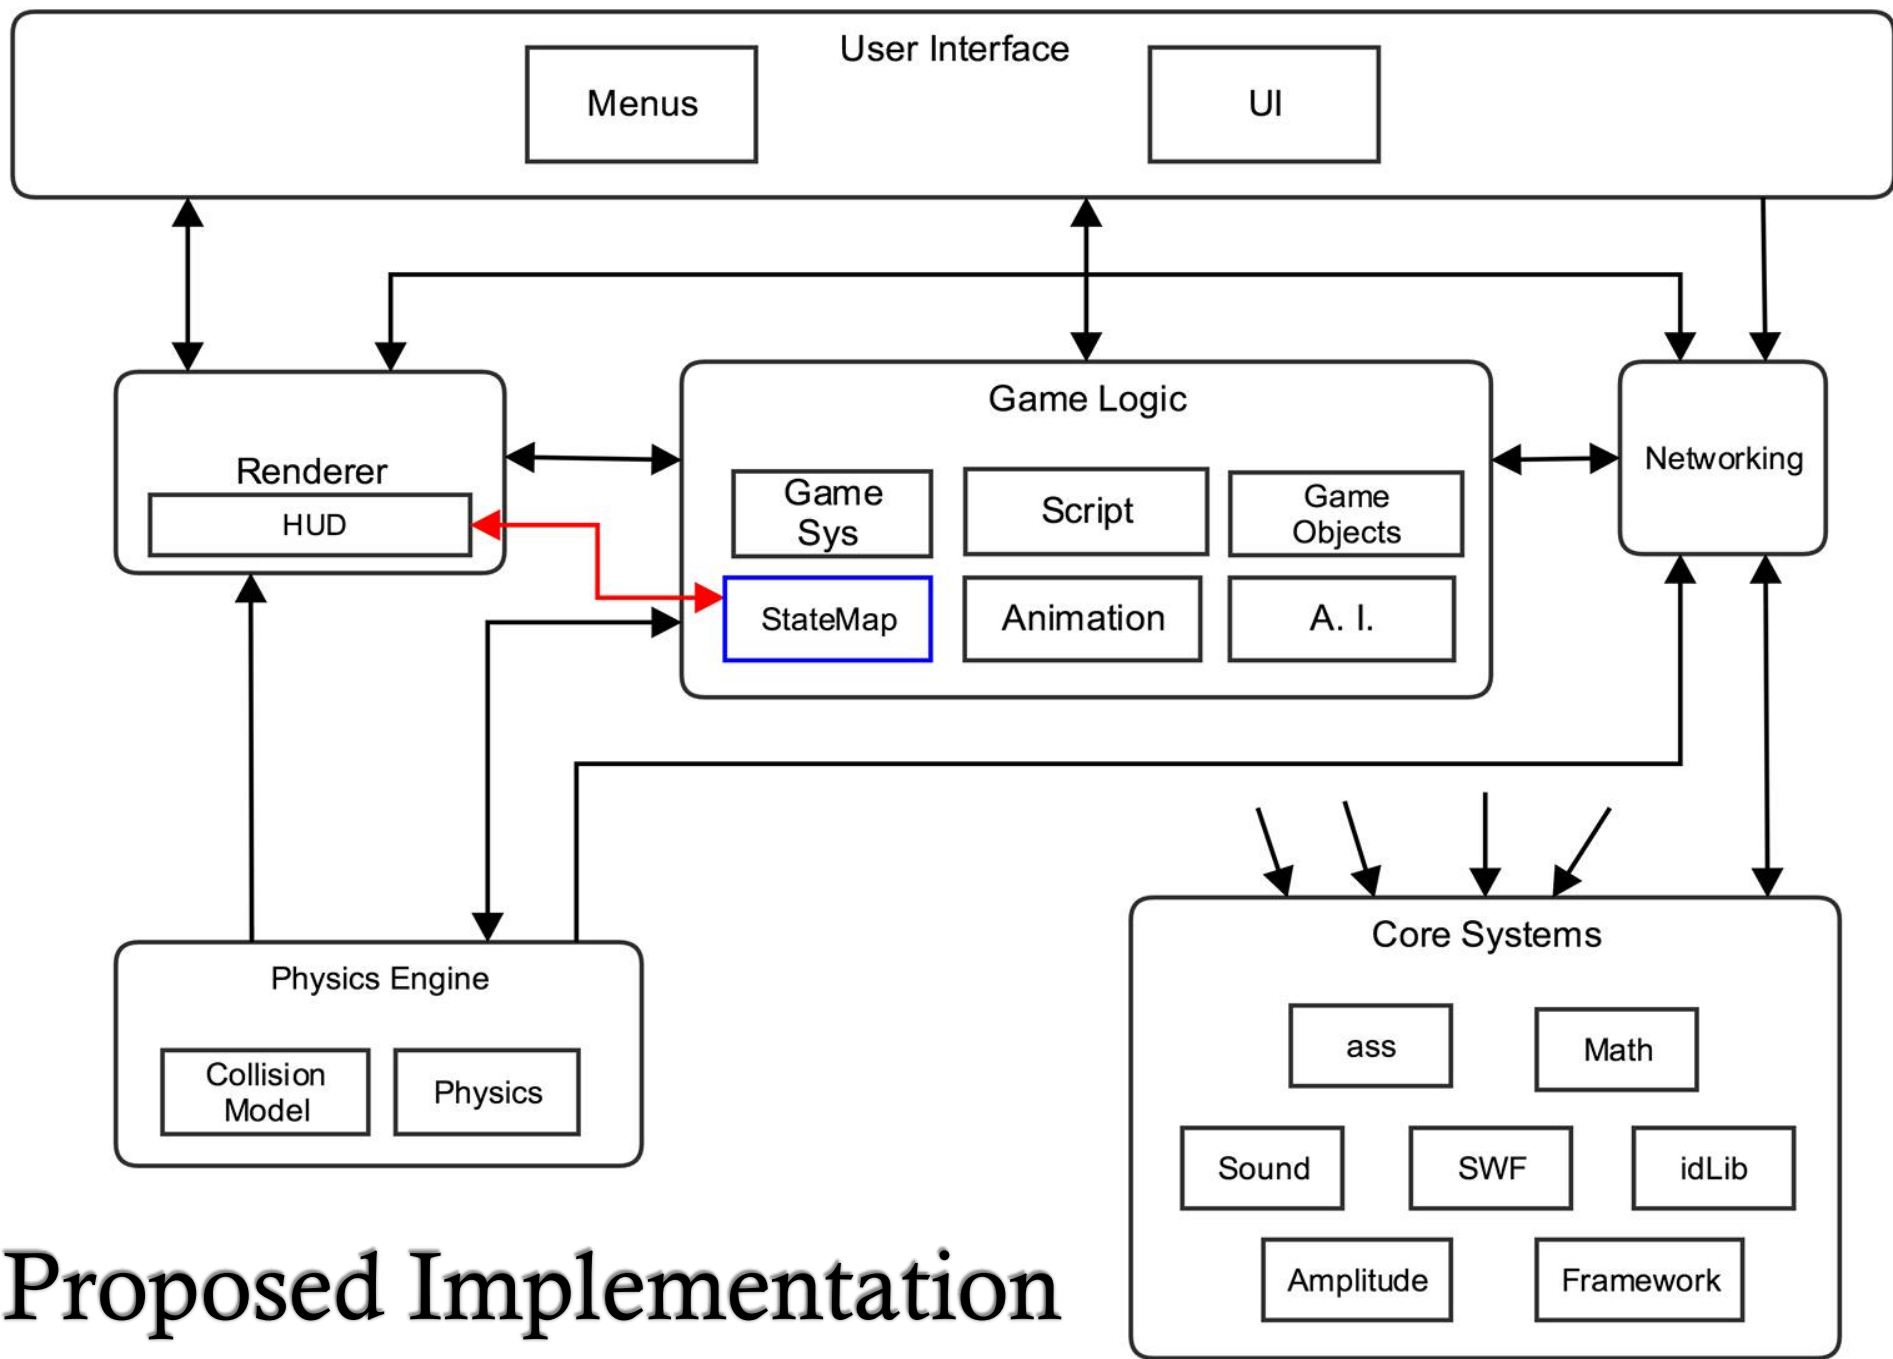 User Interface
Menus
UI
Renderer
HUD
Game Logic
Game
Sys
Script
Game
Objects
StateMap
Animation
A. I.
Networking
Physics Engine
Collision
Model
Physics
Core Systems
ass
Math
Sound
SWF
idLib
Amplitude
Framework
Proposed Implementation